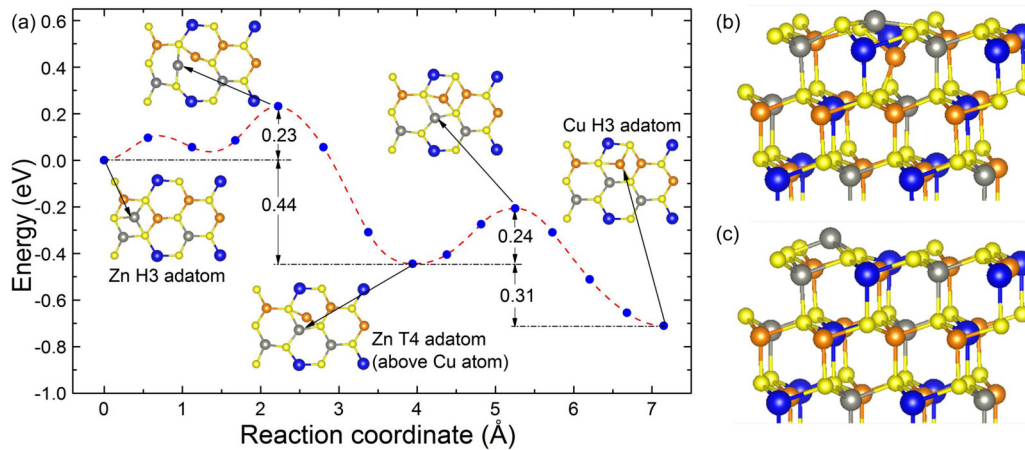 (a)
0.6
0.4
0.2
0.0
-0.2
-0.4
-0.6
-0.8
-1.0
Energy (eV)
0 1 2 3 4 5 6 7
Reaction coordinate (Å)
Zn H3 adatom
0.23
0.44
Zn T4 adatom
(above Cu atom)
0.24
0.31
Cu H3 adatom
(b)
(c)